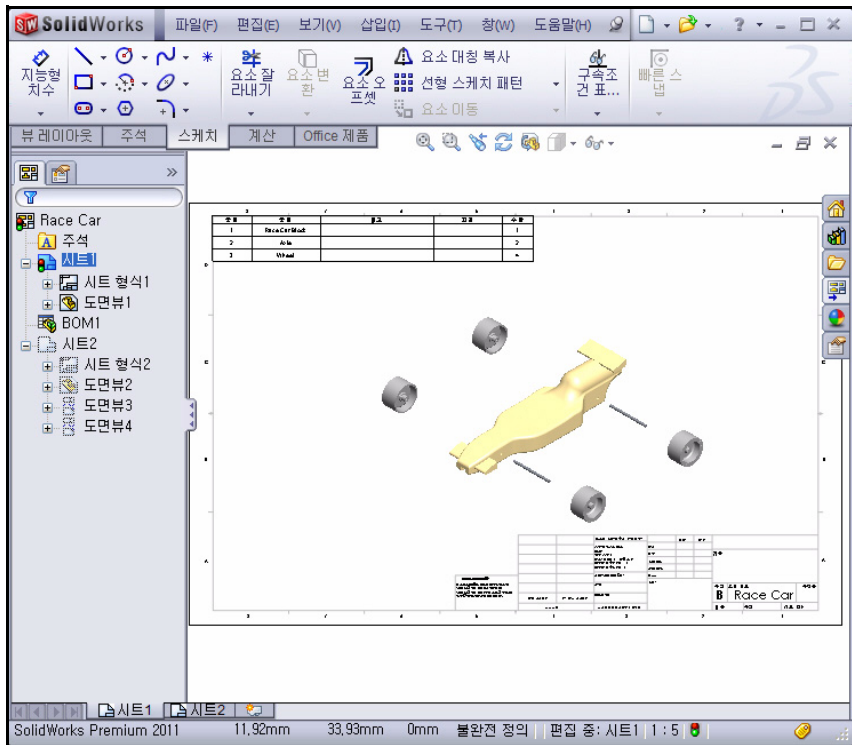 SolidWorks 파일(F) 편집(E) 보기(V) 삽입(I) 도구(T) 창(W) 도움말(H)
지능형 치수
요소 잘라내기
요소 변환
요소 오프셋
요소 대칭 복사
선형 스케치 패턴
요소 이동
구속조건 표...
빠른 스냅
뷰 레이아웃 주석 스케치 계산 Office 제품
Race Car
주석
시트1
시트 형식1
도면뷰1
BOM1
시트2
시트 형식2
도면뷰2
도면뷰3
도면뷰4
1 Race Car Block 1
2 Axle 2
3 Wheel 4
B Race Car
시트1 시트2
SolidWorks Premium 2011 11,92mm 33,93mm 0mm 불완전 정의 편집 중: 시트1 1 : 5